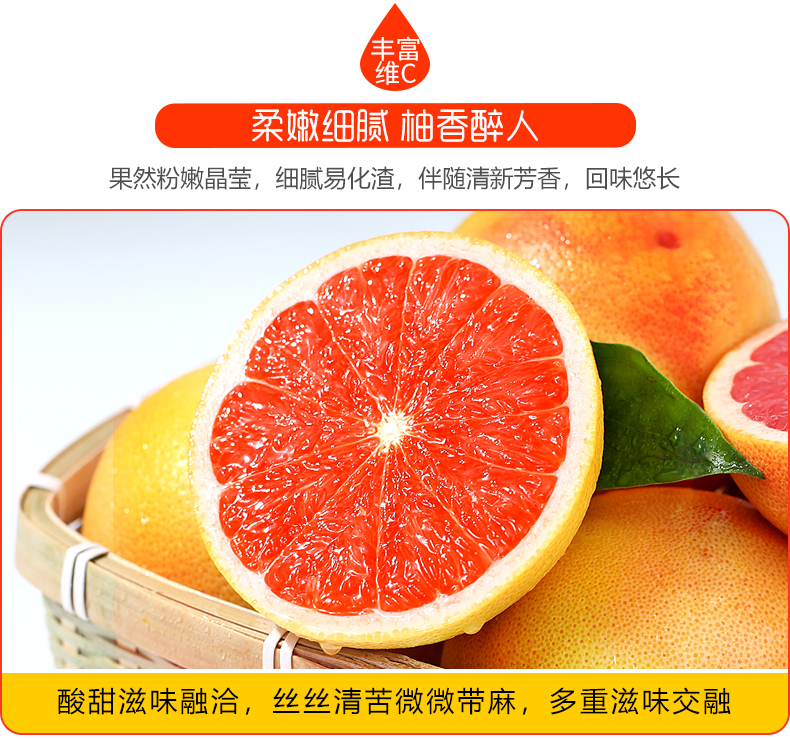 丰富
维C
柔嫩细腻 柚香醉人
果然粉嫩晶莹，细腻易化渣，伴随清新芳香，回味悠长
酸甜滋味融洽，丝丝清苦微微带麻，多重滋味交融